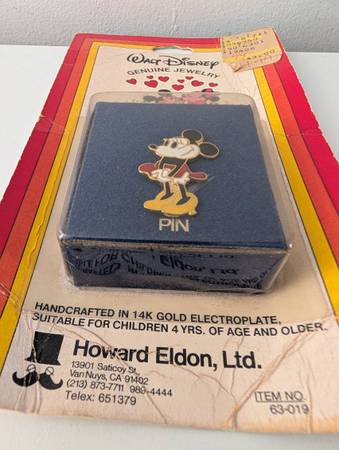 Walt Disney
GENUINE JEWELRY
PIN
HANDCRAFTED IN 14K GOLD ELECTROPLATE.
SUITABLE FOR CHILDREN 4 YRS. OF AGE AND OLDER.
Howard Eldon, Ltd.
13901 Saticoy St.
Van Nuys, CA 91402
(213) 873-7711 989-4444
Telex: 651379
ITEM NO.
63-019